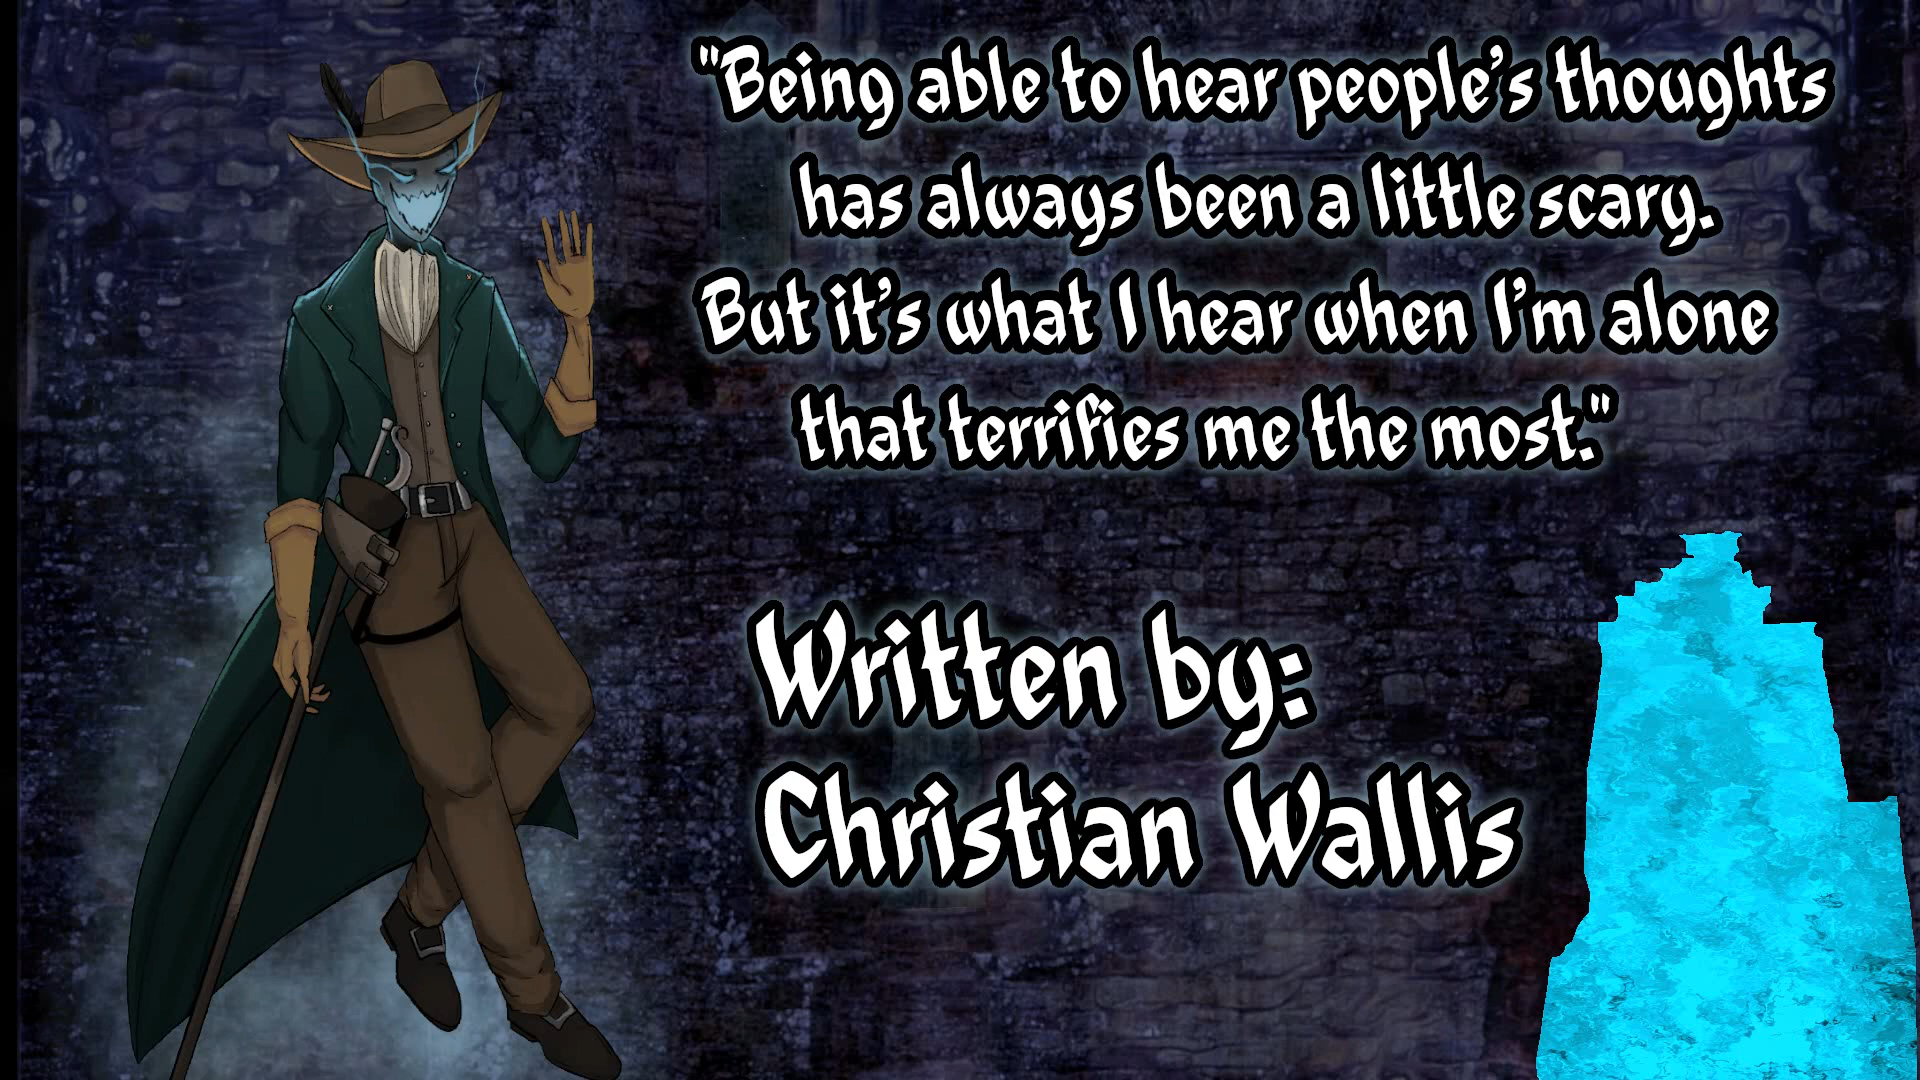 "Being able to hear people’s thoughts
has always been a little scary.
But it’s what I hear when I’m alone
that terrifies me the most."
Written by:
Christian Wallis